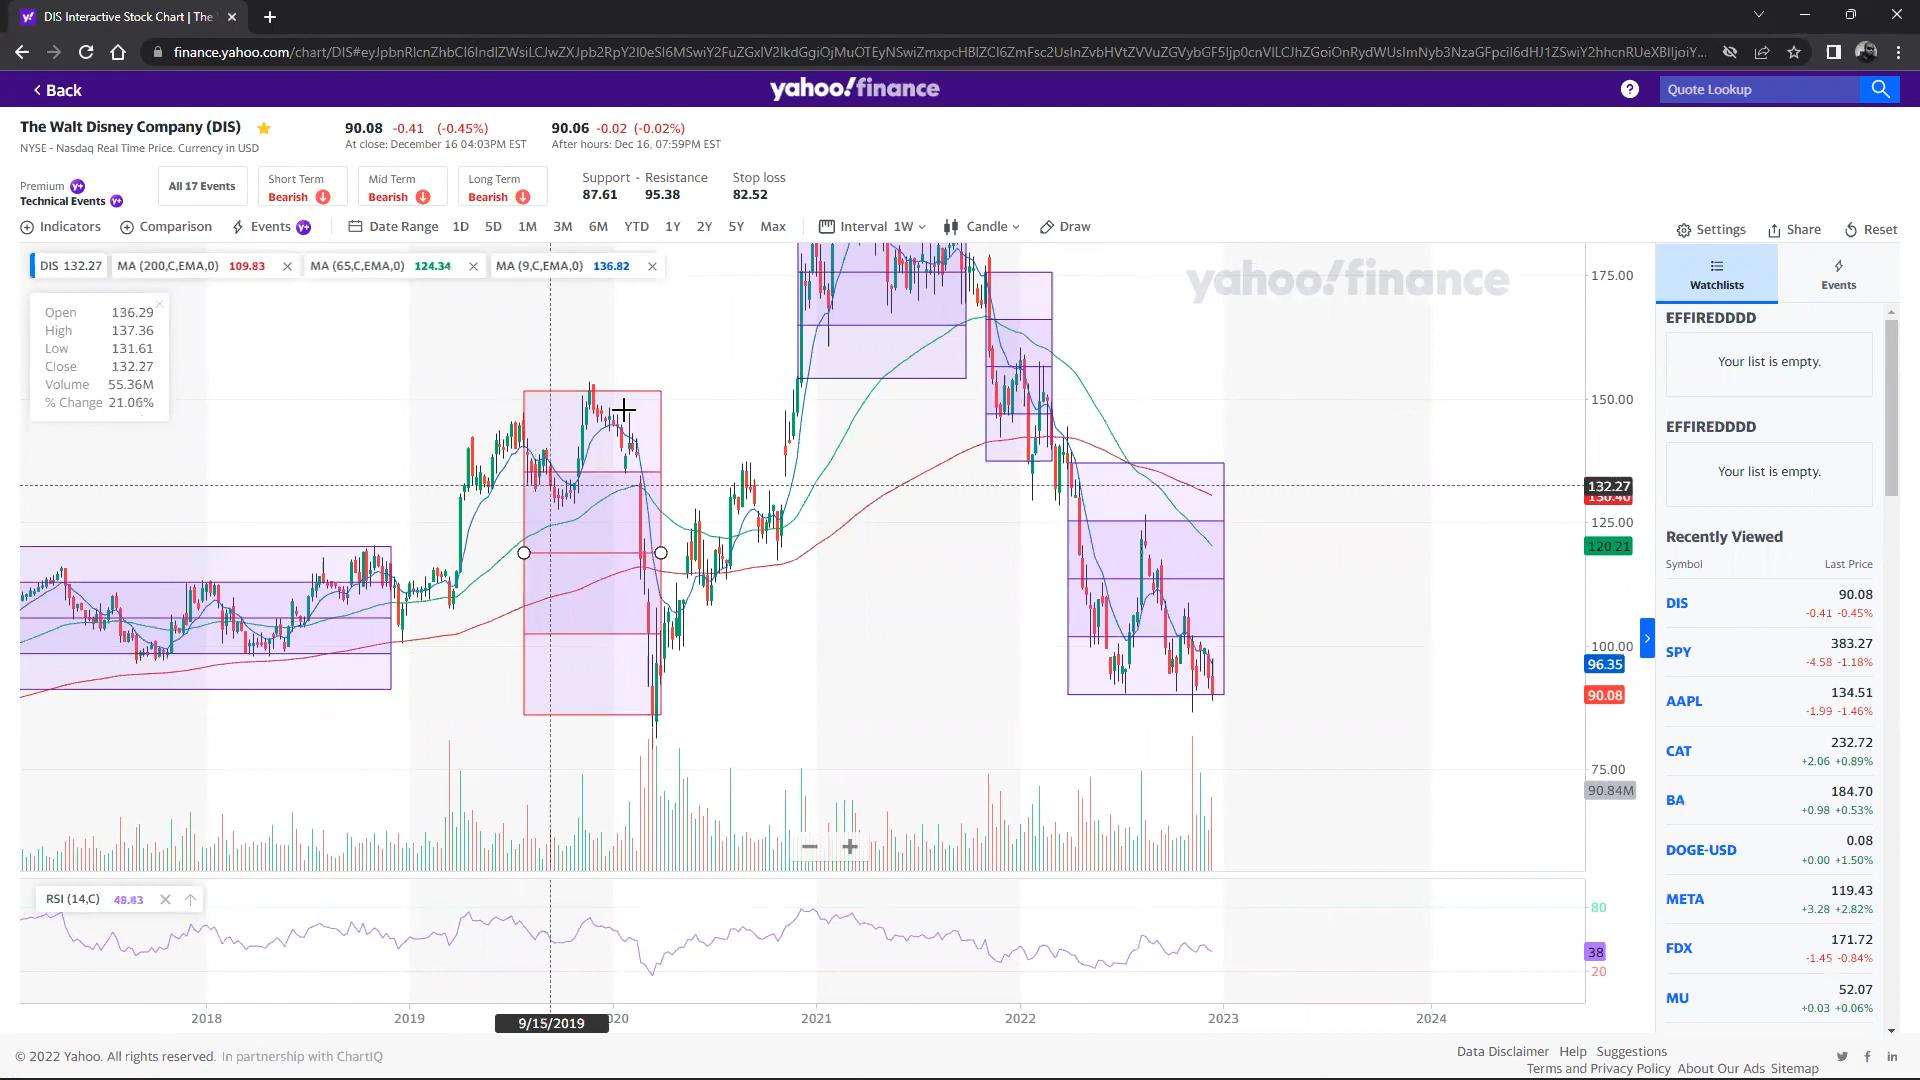 DIS Interactive Stock Chart | The
finance.yahoo.com
Back
yahoo!finance
Quote Lookup
The Walt Disney Company (DIS)
90.08 -0.41 (-0.45%)
90.06 -0.02 (-0.02%)
NYSE - Nasdaq Real Time Price. Currency in USD
At close: December 16 04:03PM EST
After hours: Dec 16, 07:59PM EST
Premium Y+
Technical Events Y+
All 17 Events
Short Term
Bearish
Mid Term
Bearish
Long Term
Bearish
Support - Resistance
87.61 95.38
Stop loss
82.52
Indicators
Comparison
Events Y+
Date Range 1D 5D 1M 3M 6M YTD 1Y 2Y 5Y Max
Interval 1W
Candle
Draw
Settings
Share
Reset
DIS 132.27
MA (200,C,EMA,0) 109.83
MA (65,C,EMA,0) 124.34
MA (9,C,EMA,0) 136.82
yahoo!finance
Open 136.29
High 137.36
Low 131.61
Close 132.27
Volume 55.36M
% Change 21.06%
175.00
150.00
132.27
125.00
120.21
100.00
96.35
90.08
75.00
90.84M
RSI (14,C)
80
38
20
2018 2019 9/15/2019 020 2021 2022 2023 2024
Watchlists
Events
EFFIREDDDD
Your list is empty.
EFFIREDDDD
Your list is empty.
Recently Viewed
Symbol Last Price
DIS 90.08
-0.41 -0.45%
SPY 383.27
-4.58 -1.18%
AAPL 134.51
-1.99 -1.46%
CAT 232.72
+2.06 +0.89%
BA 184.70
+0.98 +0.53%
DOGE-USD 0.08
+0.00 +1.50%
META 119.43
+3.28 +2.82%
FDX 171.72
-1.45 -0.84%
MU 52.07
+0.03 +0.06%
© 2022 Yahoo. All rights reserved. In partnership with ChartIQ
Data Disclaimer Help Suggestions
Terms and Privacy Policy About Our Ads Sitemap